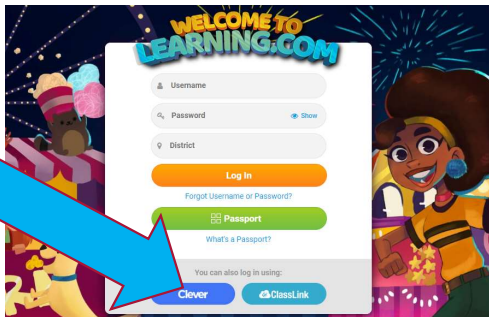 WELCOME TO
LEARNING.COM
Username
Password
Show
District
Log In
Forgot Username or Password?
Passport
What's a Passport?
You can also log in using:
Clever
ClassLink